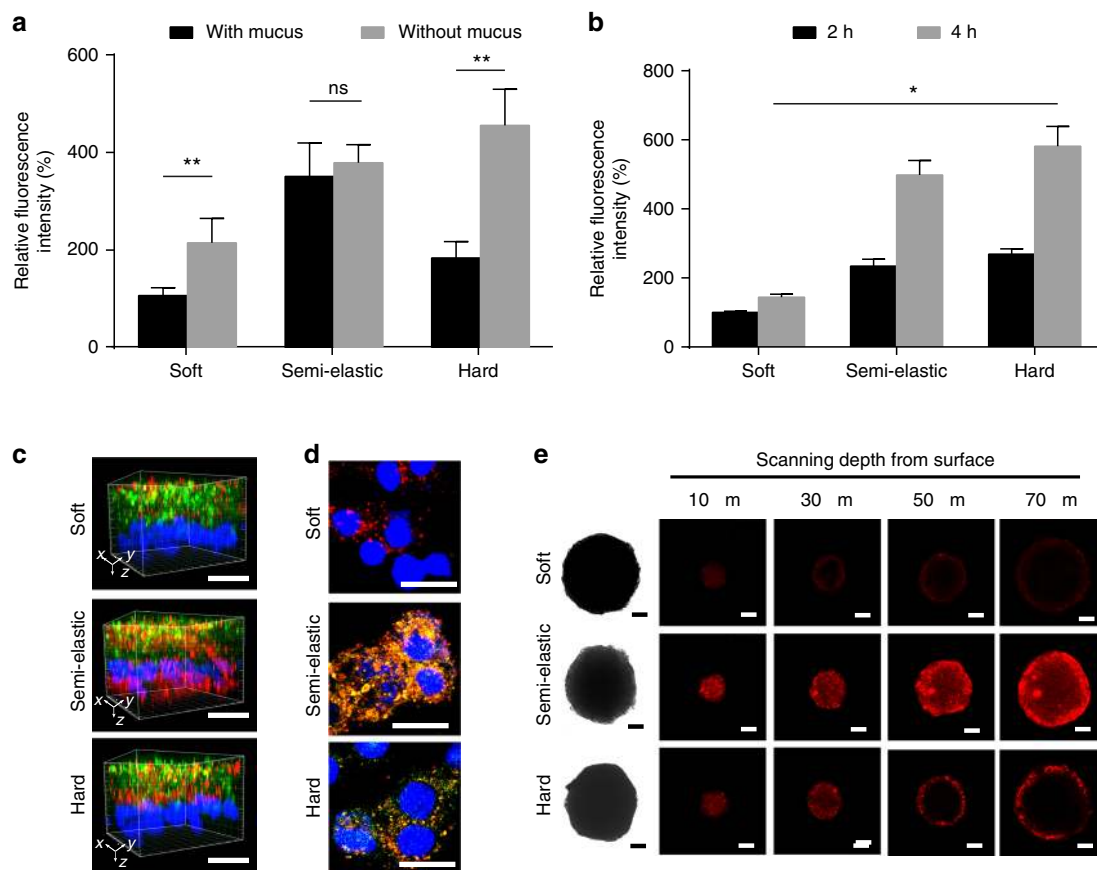 a
With mucus
Without mucus
Relative fluorescence
intensity (%)
600
400
200
0
**
ns
**
Soft
Semi-elastic
Hard
b
2 h
4 h
Relative fluorescence
intensity (%)
800
600
400
200
0
*
Soft
Semi-elastic
Hard
c
Soft
x y
z
Semi-elastic
x y
z
Hard
x y
z
d
Soft
Semi-elastic
Hard
e
Scanning depth from surface
10 m
30 m
50 m
70 m
Soft
Semi-elastic
Hard